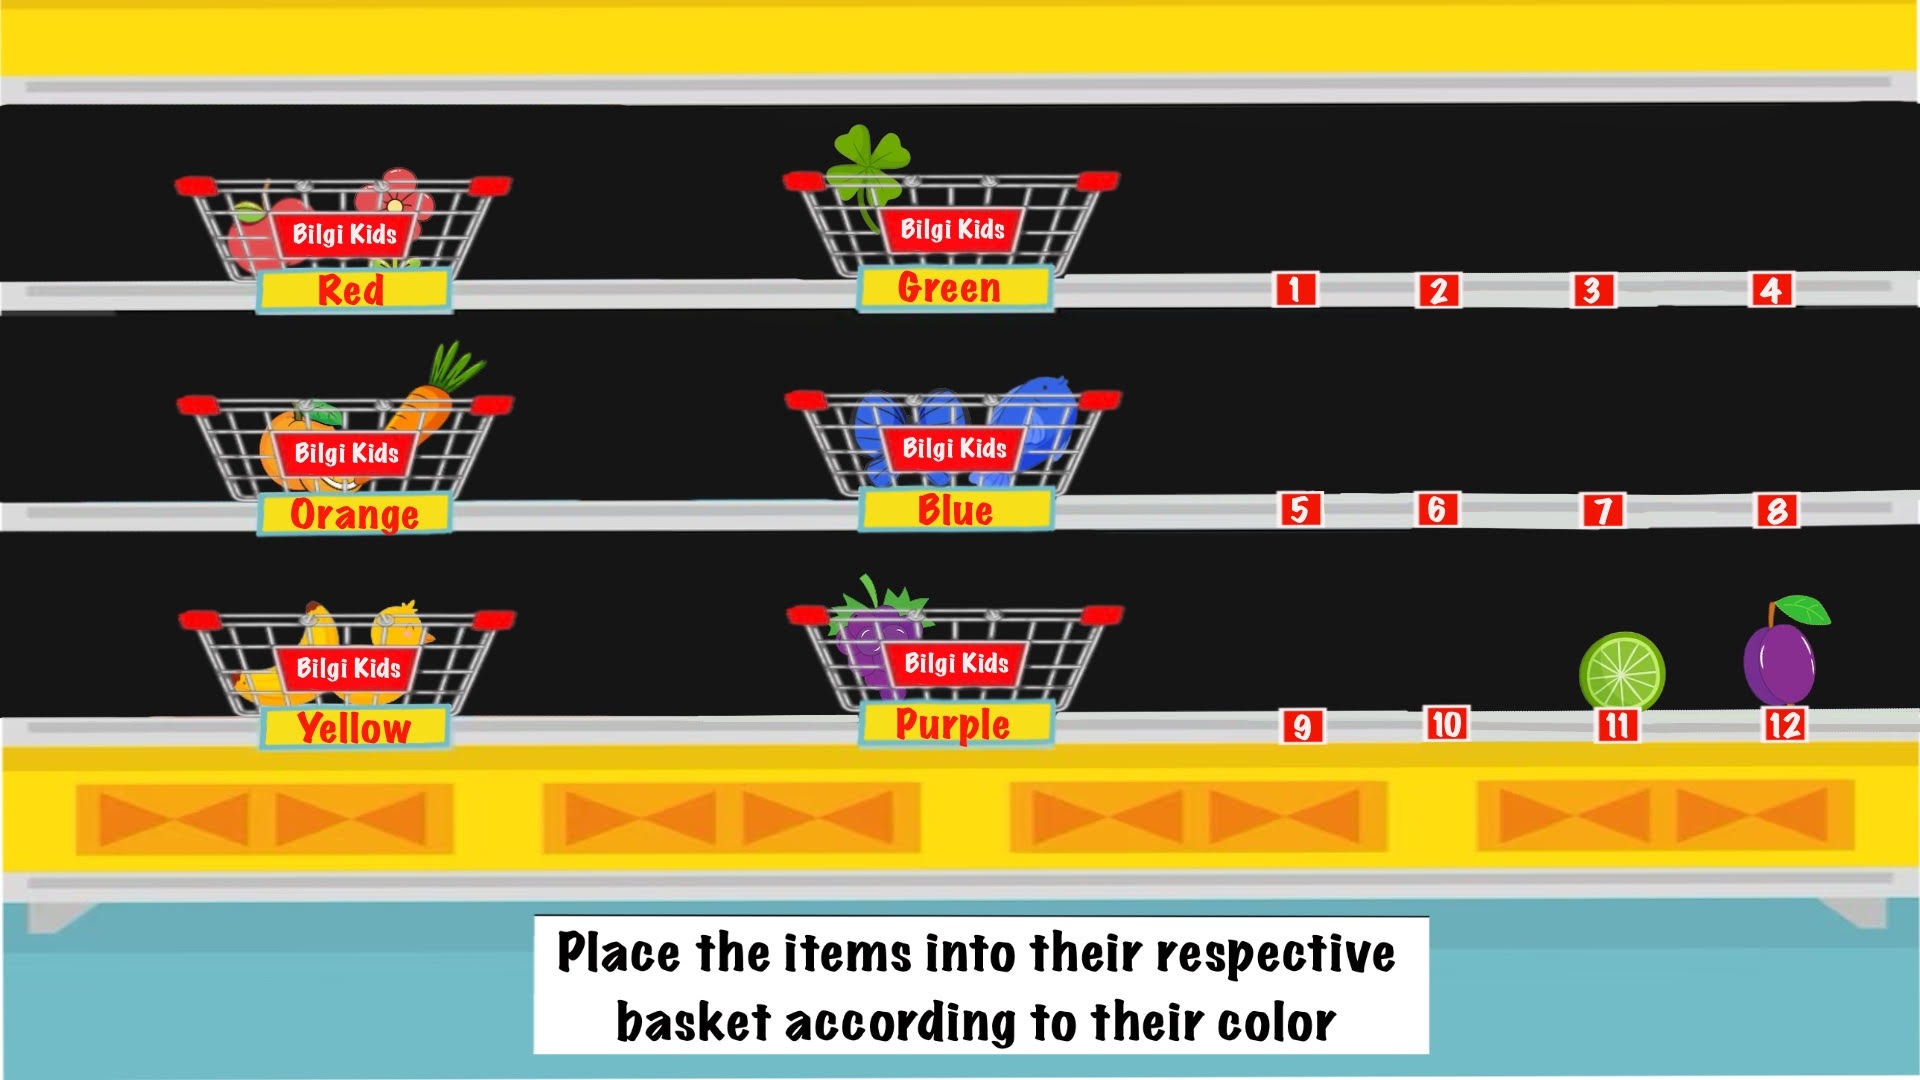 Bilgi Kids
Red
Bilgi Kids
Green
1
2
3
4
Bilgi Kids
Orange
Bilgi Kids
Blue
5
6
7
8
Bilgi Kids
Yellow
Bilgi Kids
Purple
9
10
11
12
Place the items into their respective
basket according to their color